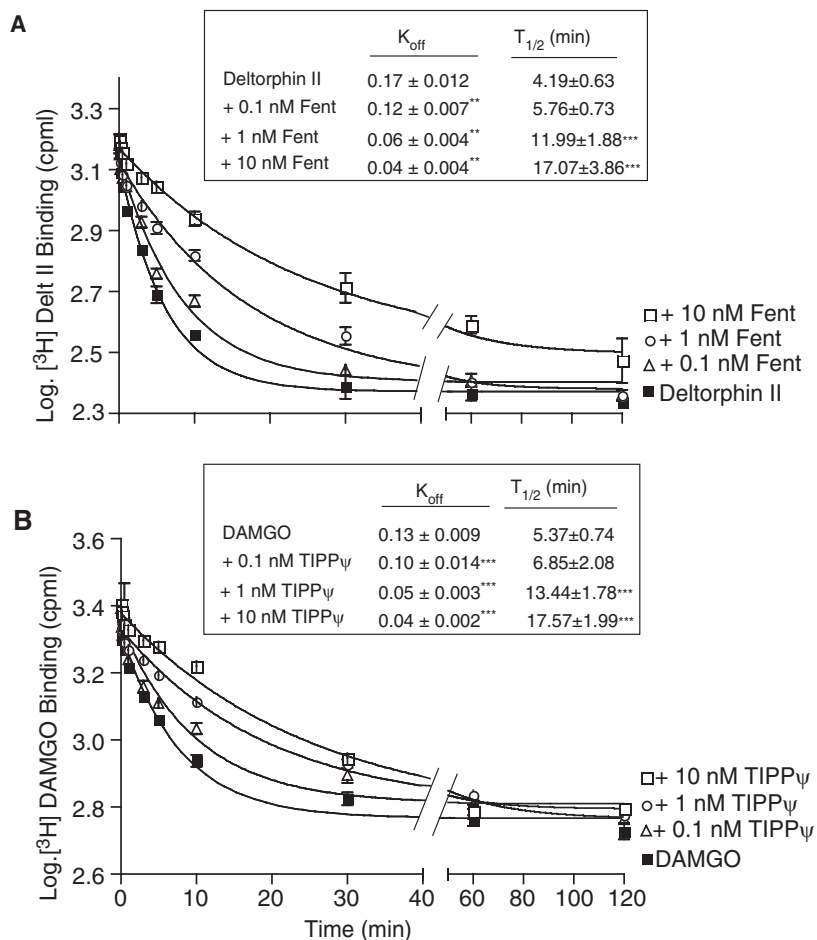 A
K_off T_1/2 (min)
Deltorphin II 0.17 ± 0.012 4.19±0.63
+ 0.1 nM Fent 0.12 ± 0.007** 5.76±0.73
+ 1 nM Fent 0.06 ± 0.004** 11.99±1.88***
+ 10 nM Fent 0.04 ± 0.004** 17.07±3.86***
Log. [³H] Delt II Binding (cpml)
3.3
3.1
2.9
2.7
2.5
2.3
+ 10 nM Fent
+ 1 nM Fent
+ 0.1 nM Fent
Deltorphin II
B
K_off T_1/2 (min)
DAMGO 0.13 ± 0.009 5.37±0.74
+ 0.1 nM TIPPψ 0.10 ± 0.014*** 6.85±2.08
+ 1 nM TIPPψ 0.05 ± 0.003*** 13.44±1.78***
+ 10 nM TIPPψ 0.04 ± 0.002*** 17.57±1.99***
Log.[³H] DAMGO Binding (cpml)
3.6
3.4
3.2
3.0
2.8
2.6
+ 10 nM TIPPψ
+ 1 nM TIPPψ
+ 0.1 nM TIPPψ
DAMGO
0 10 20 30 40 60 80 100 120
Time (min)